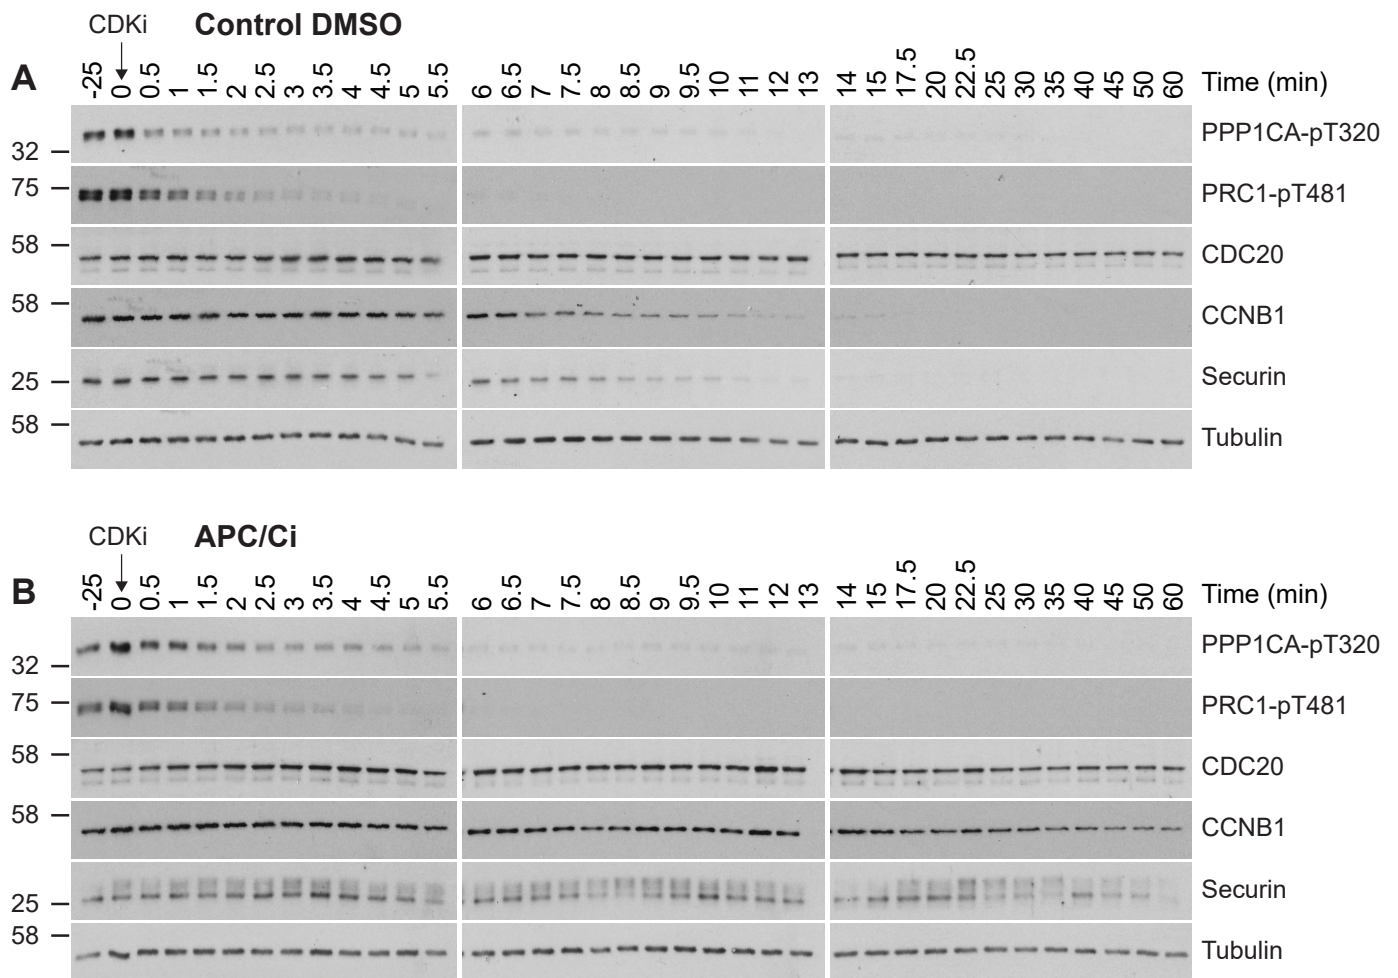 CDKi Control DMSO
A -25 0 0.5 1 1.5 2 2.5 3 3.5 4 4.5 5 5.5 6 6.5 7 7.5 8 8.5 9 9.5 10 11 12 13 14 15 17.5 20 22.5 25 30 35 40 45 50 60 Time (min)
32 PPP1CA-pT320
75 PRC1-pT481
58 CDC20
58 CCNB1
25 Securin
58 Tubulin
CDKi APC/Ci
B -25 0 0.5 1 1.5 2 2.5 3 3.5 4 4.5 5 5.5 6 6.5 7 7.5 8 8.5 9 9.5 10 11 12 13 14 15 17.5 20 22.5 25 30 35 40 45 50 60 Time (min)
32 PPP1CA-pT320
75 PRC1-pT481
58 CDC20
58 CCNB1
25 Securin
58 Tubulin